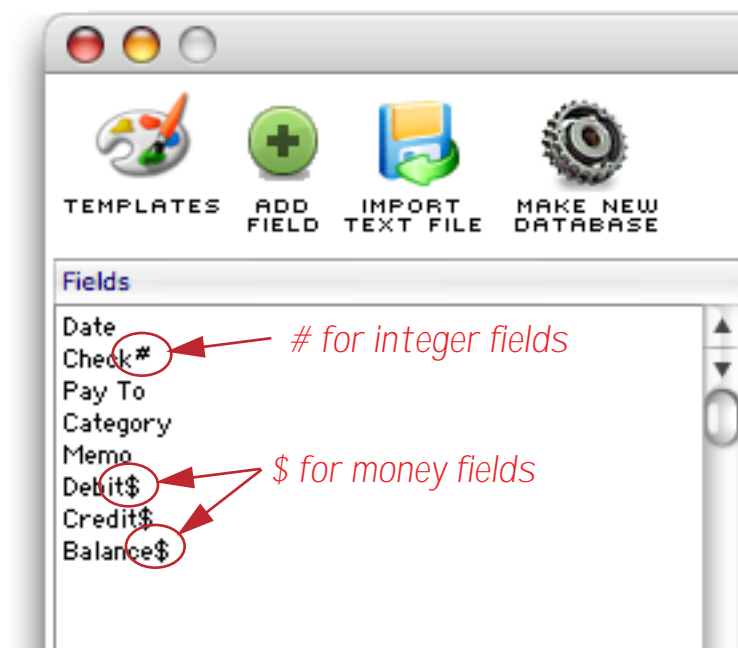 TEMPLATES
ADD FIELD
IMPORT TEXT FILE
MAKE NEW DATABASE
Fields
Date
Check#
# for integer fields
Pay To
Category
Memo
Debit$
$ for money fields
Credit$
Balance$